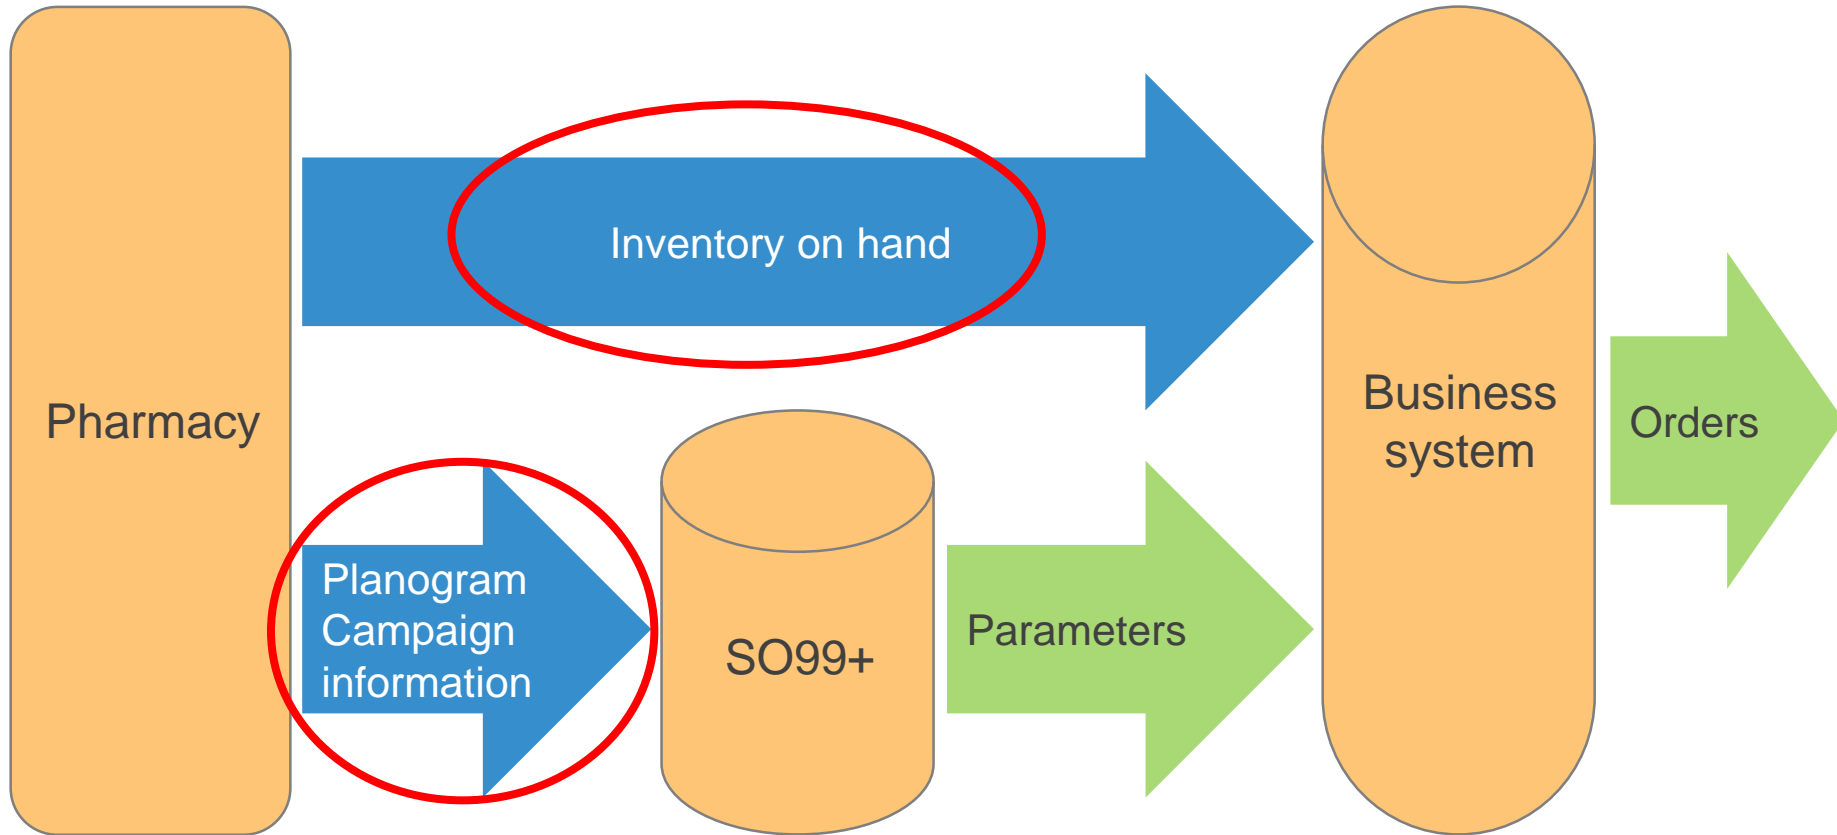 Inventory on hand
Pharmacy
Business
system
Orders
Planogram
Campaign
information
SO99+
Parameters